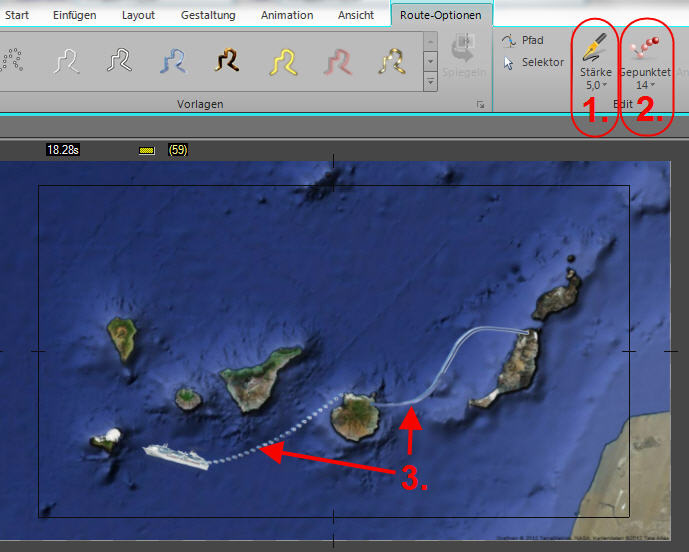 Start Einfügen Layout Gestaltung Animation Ansicht Route-Optionen
Spiegeln
Pfad
Selektor
Stärke
5,0
Gepunktet
14
Vorlagen
Edit
1.
2.
18.28s
(59)
3.